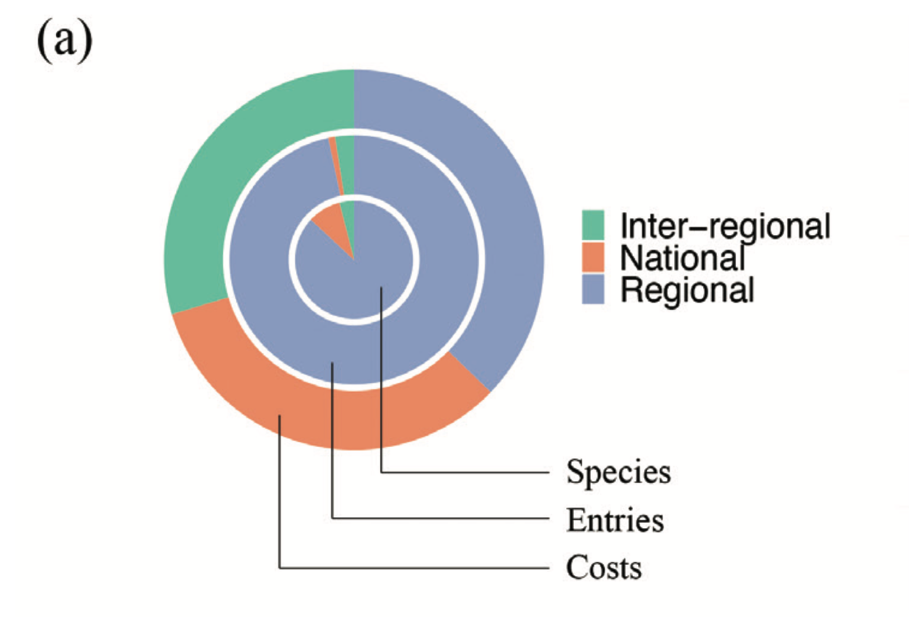 (a)
Inter-regional
National
Regional
Species
Entries
Costs